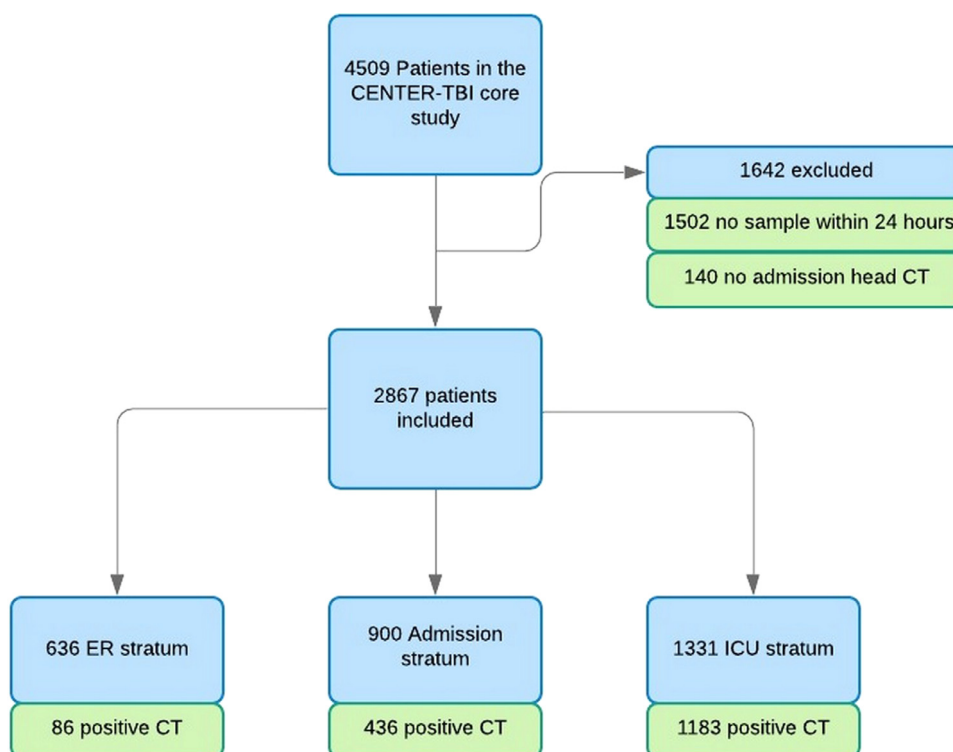 4509 Patients in the
CENTER-TBI core
study
1642 excluded
1502 no sample within 24 hours
140 no admission head CT
2867 patients
included
636 ER stratum
86 positive CT
900 Admission
stratum
436 positive CT
1331 ICU stratum
1183 positive CT